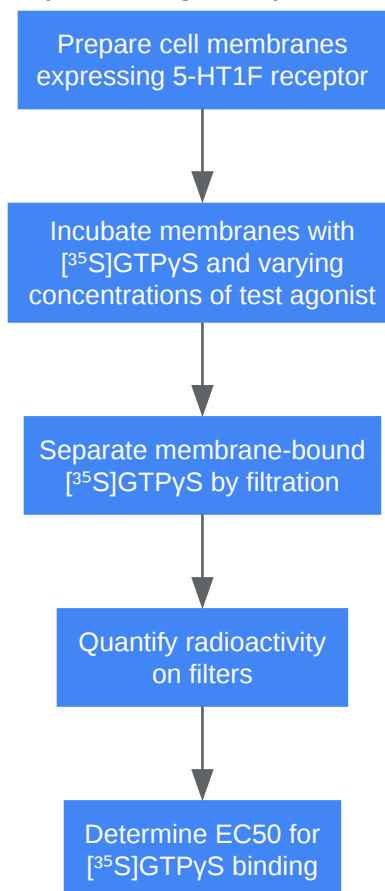 Prepare cell membranes
expressing 5-HT1F receptor
Incubate membranes with
[³⁵S]GTPγS and varying
concentrations of test agonist
Separate membrane-bound
[³⁵S]GTPγS by filtration
Quantify radioactivity
on filters
Determine EC50 for
[³⁵S]GTPγS binding